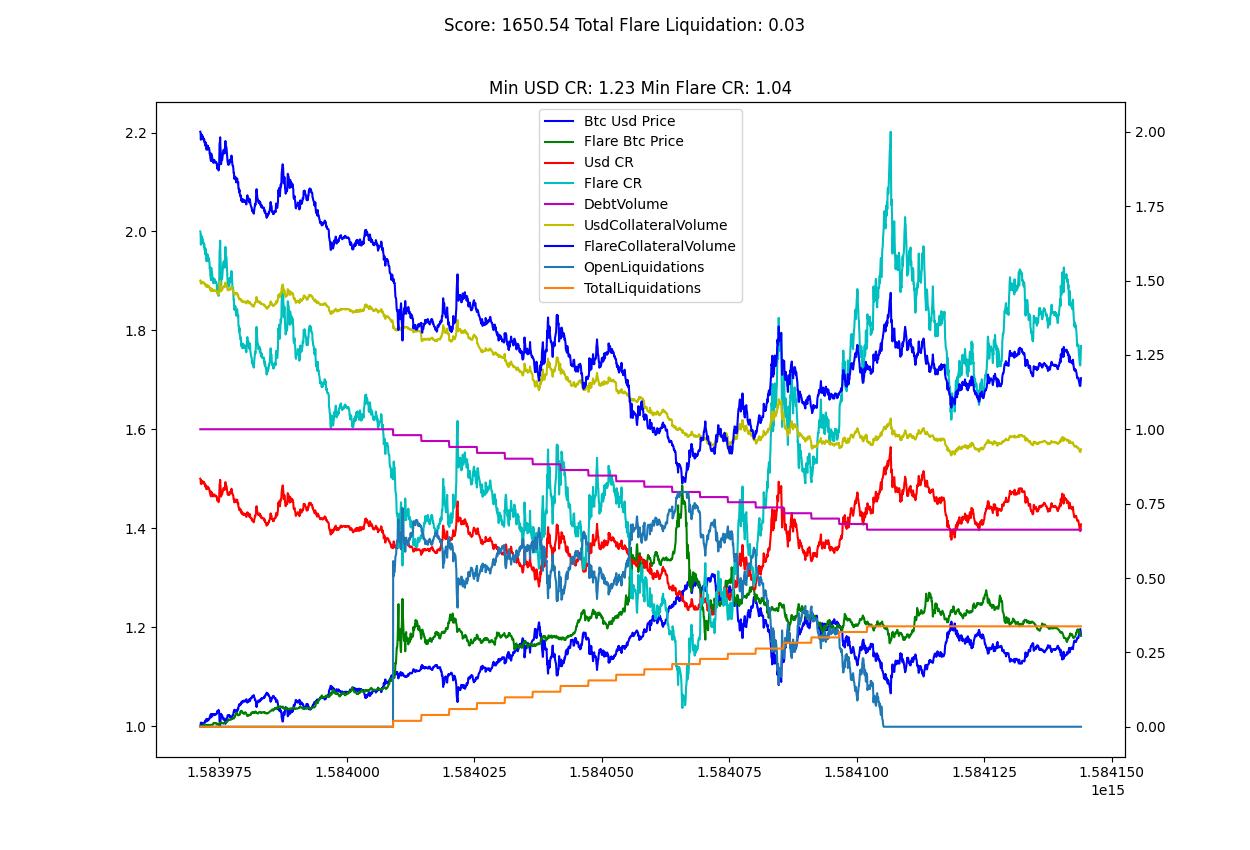 Score: 1650.54 Total Flare Liquidation: 0.03
Min USD CR: 1.23 Min Flare CR: 1.04
Btc Usd Price
Flare Btc Price
Usd CR
Flare CR
DebtVolume
UsdCollateralVolume
FlareCollateralVolume
OpenLiquidations
TotalLiquidations
2.2
2.0
1.8
1.6
1.4
1.2
1.0
2.00
1.75
1.50
1.25
1.00
0.75
0.50
0.25
0.00
1.583975 1.584000 1.584025 1.584050 1.584075 1.584100 1.584125 1.584150
1e15